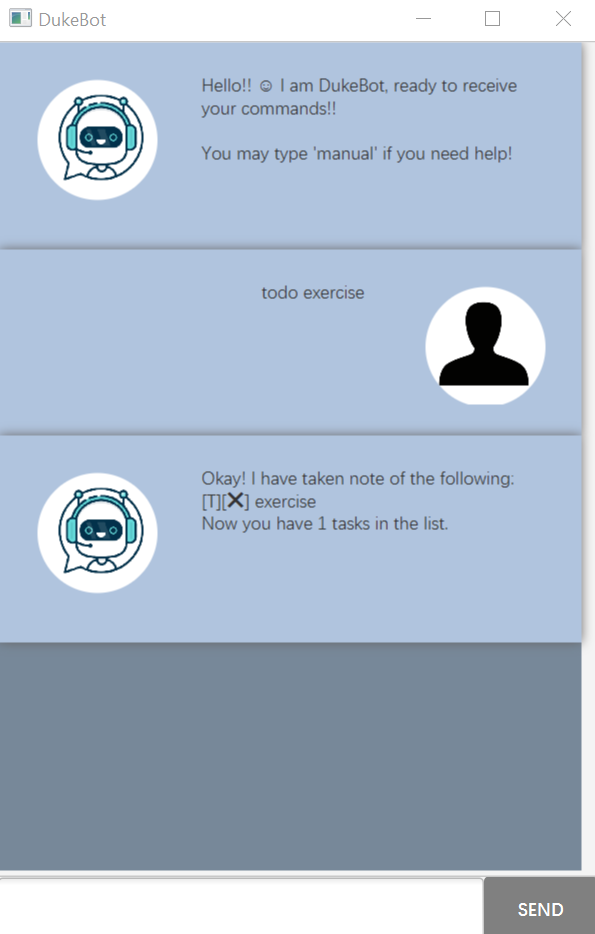 DukeBot
Hello!! ☺ I am DukeBot, ready to receive
your commands!!
You may type 'manual' if you need help!
todo exercise
Okay! I have taken note of the following:
[T][❌] exercise
Now you have 1 tasks in the list.
SEND